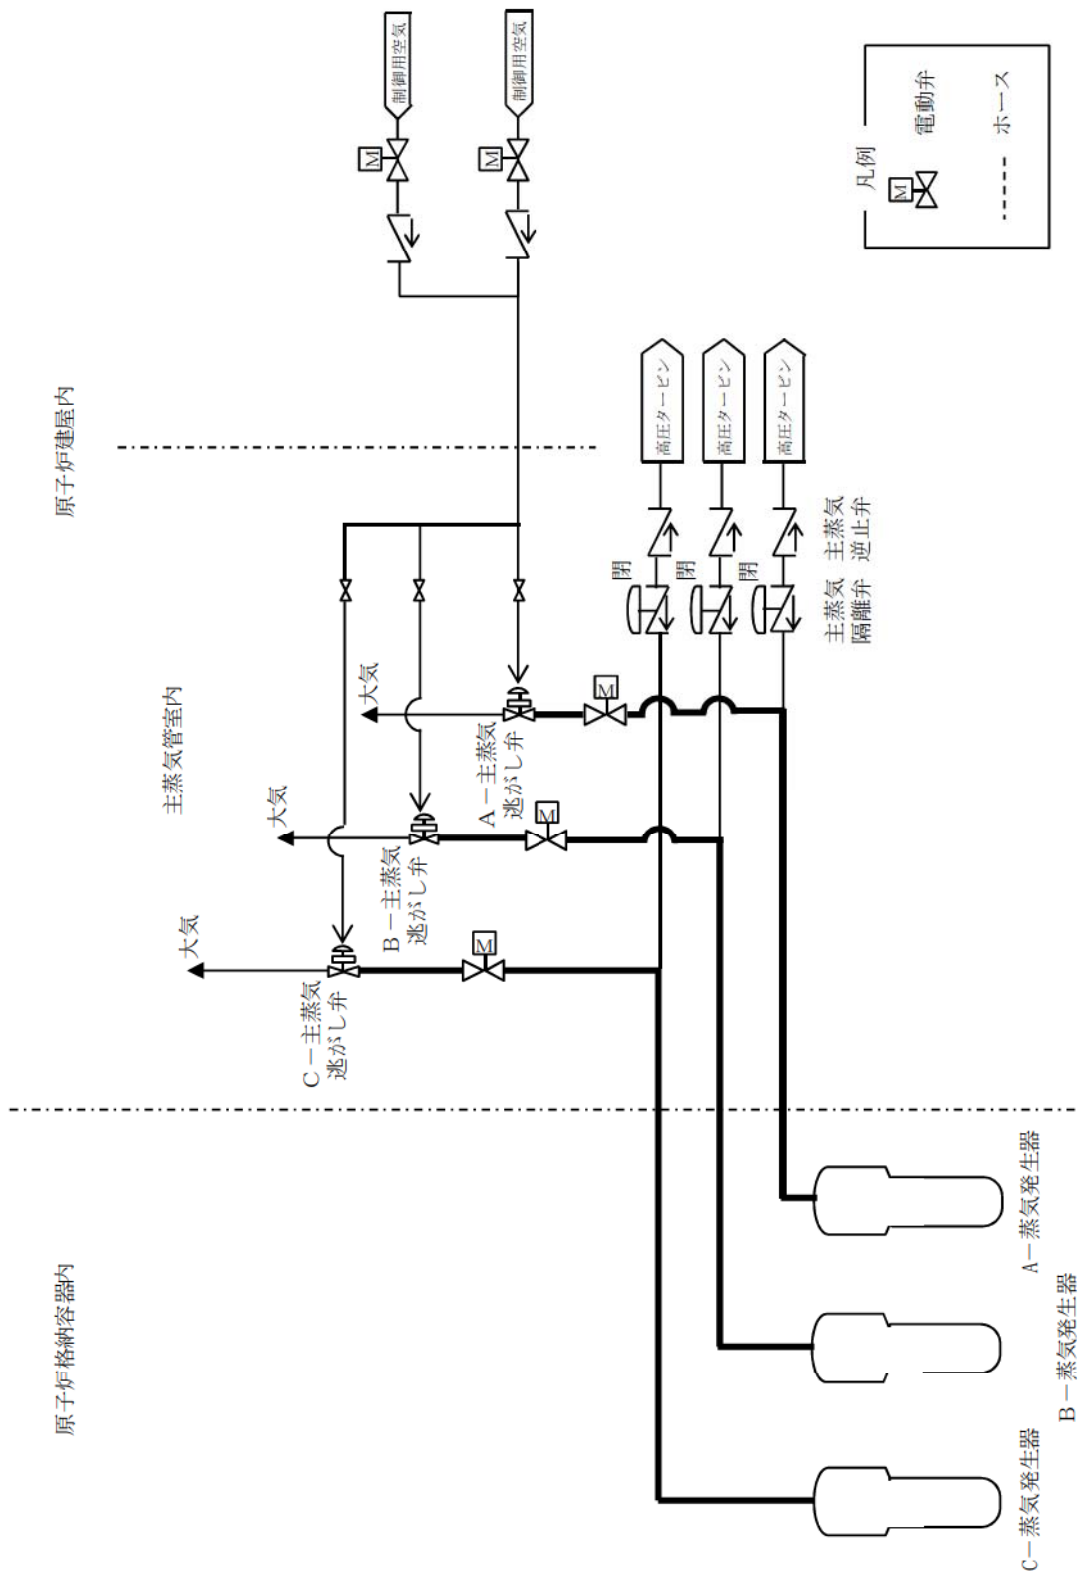 原子炉格納容器内
主蒸気管室内
原子炉建屋内
大気
大気
大気
C－主蒸気
逃がし弁
B－主蒸気
逃がし弁
A－主蒸気
逃がし弁
M
M
M
M
M
制御用空気
制御用空気
閉
閉
閉
高圧タービン
高圧タービン
高圧タービン
主蒸気
隔離弁
主蒸気
逆止弁
C－蒸気発生器
B－蒸気発生器
A－蒸気発生器
凡例
M
電動弁
ホース